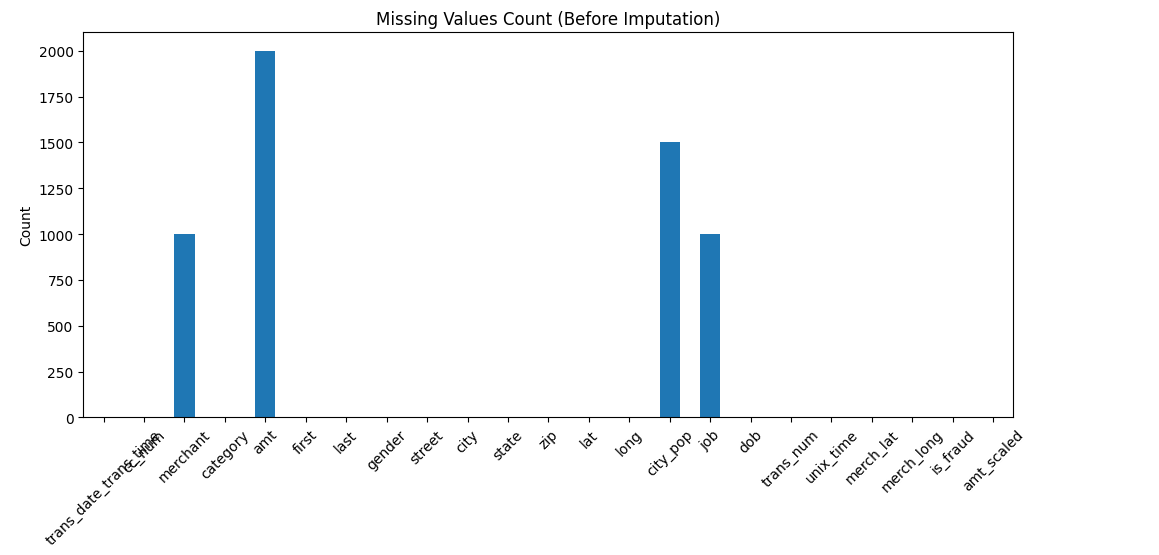 Missing Values Count (Before Imputation)
Count
2000
1750
1500
1250
1000
750
500
250
0
trans_date_trans_time
cc_num
merchant
category
amt
first
last
gender
street
city
state
zip
lat
long
city_pop
job
dob
trans_num
unix_time
merch_lat
merch_long
is_fraud
amt_scaled